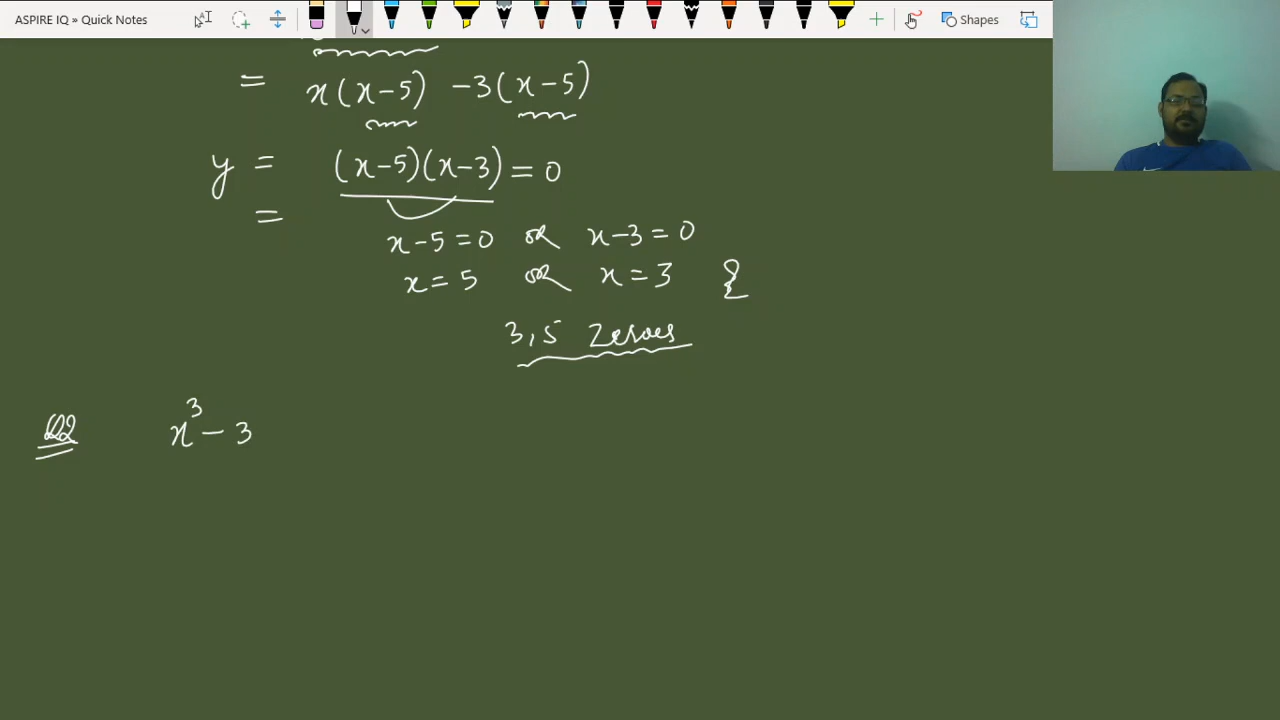 ASPIRE IQ » Quick Notes
Shapes
= x(x-5) -3(x-5)
y = (x-5)(x-3) = 0
=
x-5 = 0 or x-3 = 0
x = 5 or x = 3
3, 5 Zeroes
x³ - 3